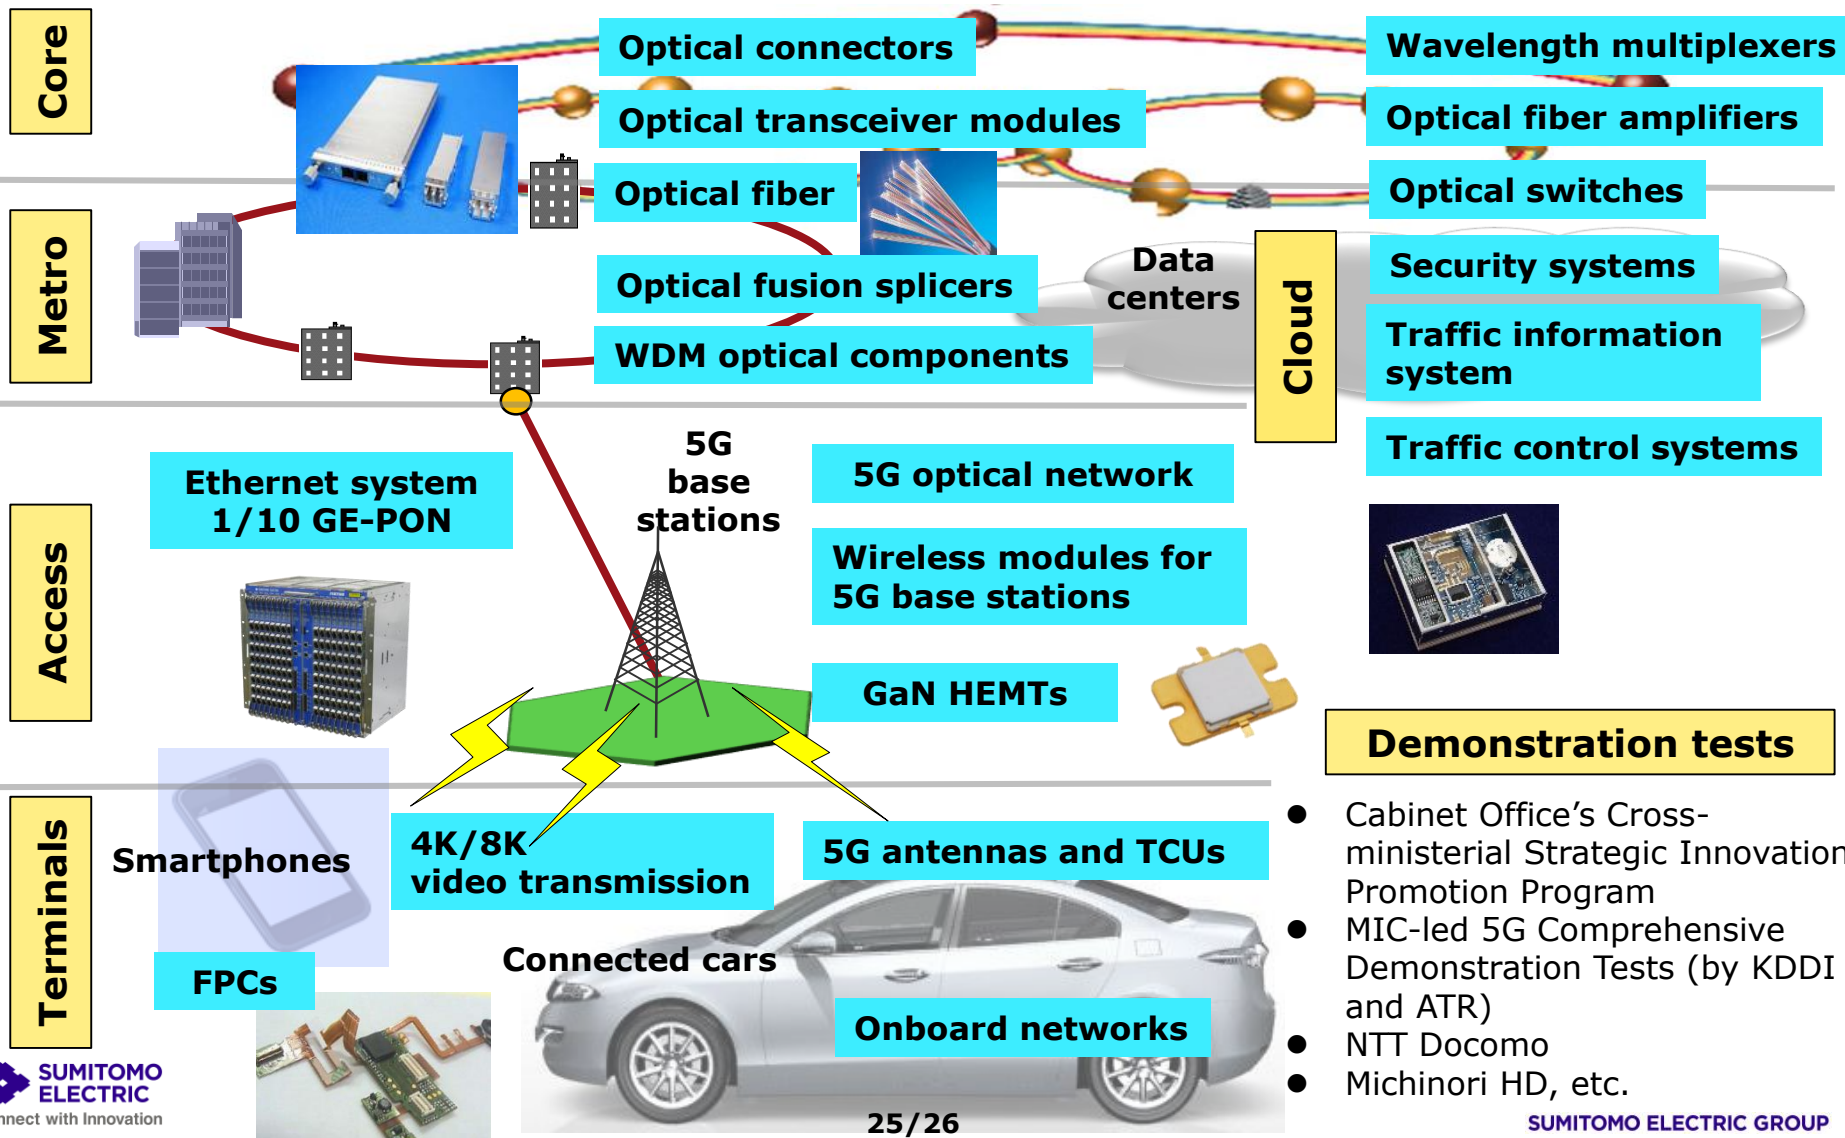 Core
Optical connectors
Wavelength multiplexers
Optical transceiver modules
Optical fiber amplifiers
Optical fiber
Optical switches
Metro
Optical fusion splicers
WDM optical components
Data
centers
Cloud
Security systems
Traffic information
system
Traffic control systems
Access
Ethernet system
1/10 GE-PON
5G
base
stations
5G optical network
Wireless modules for
5G base stations
GaN HEMTs
Demonstration tests
● Cabinet Office’s Cross-
ministerial Strategic Innovation
Promotion Program
● MIC-led 5G Comprehensive
Demonstration Tests (by KDDI
and ATR)
● NTT Docomo
● Michinori HD, etc.
Terminals
Smartphones
4K/8K
video transmission
5G antennas and TCUs
FPCs
Connected cars
Onboard networks
SUMITOMO
ELECTRIC
nnect with Innovation
25/26
SUMITOMO ELECTRIC GROUP